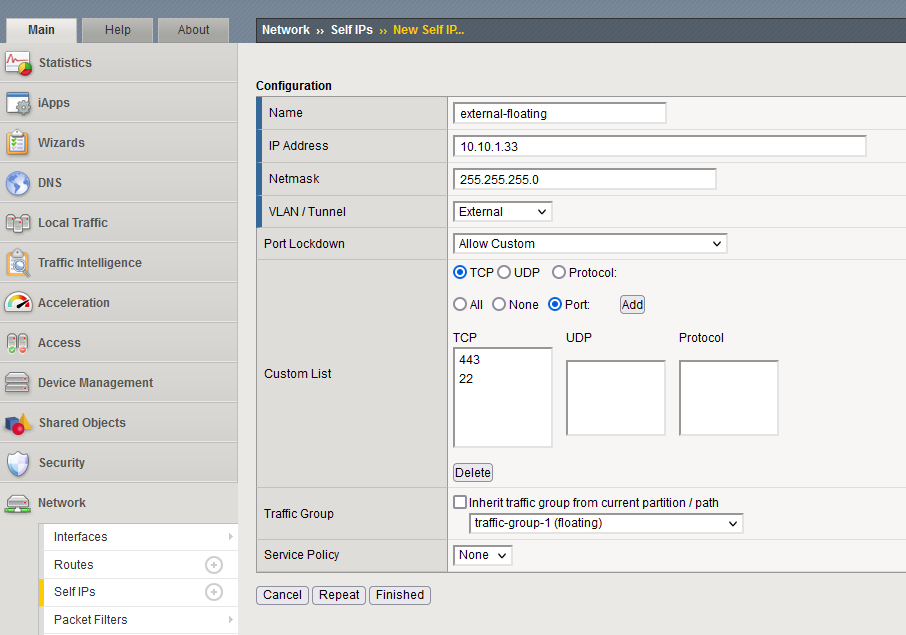 Main Help About
Network ›› Self IPs ›› New Self IP...
Statistics
iApps
Wizards
DNS
Local Traffic
Traffic Intelligence
Acceleration
Access
Device Management
Shared Objects
Security
Network
Interfaces
Routes
Self IPs
Packet Filters
Configuration
Name external-floating
IP Address 10.10.1.33
Netmask 255.255.255.0
VLAN / Tunnel External
Port Lockdown Allow Custom
Custom List
TCP UDP Protocol:
All None Port: Add
TCP UDP Protocol
443
22
Delete
Traffic Group
Inherit traffic group from current partition / path
traffic-group-1 (floating)
Service Policy None
Cancel Repeat Finished